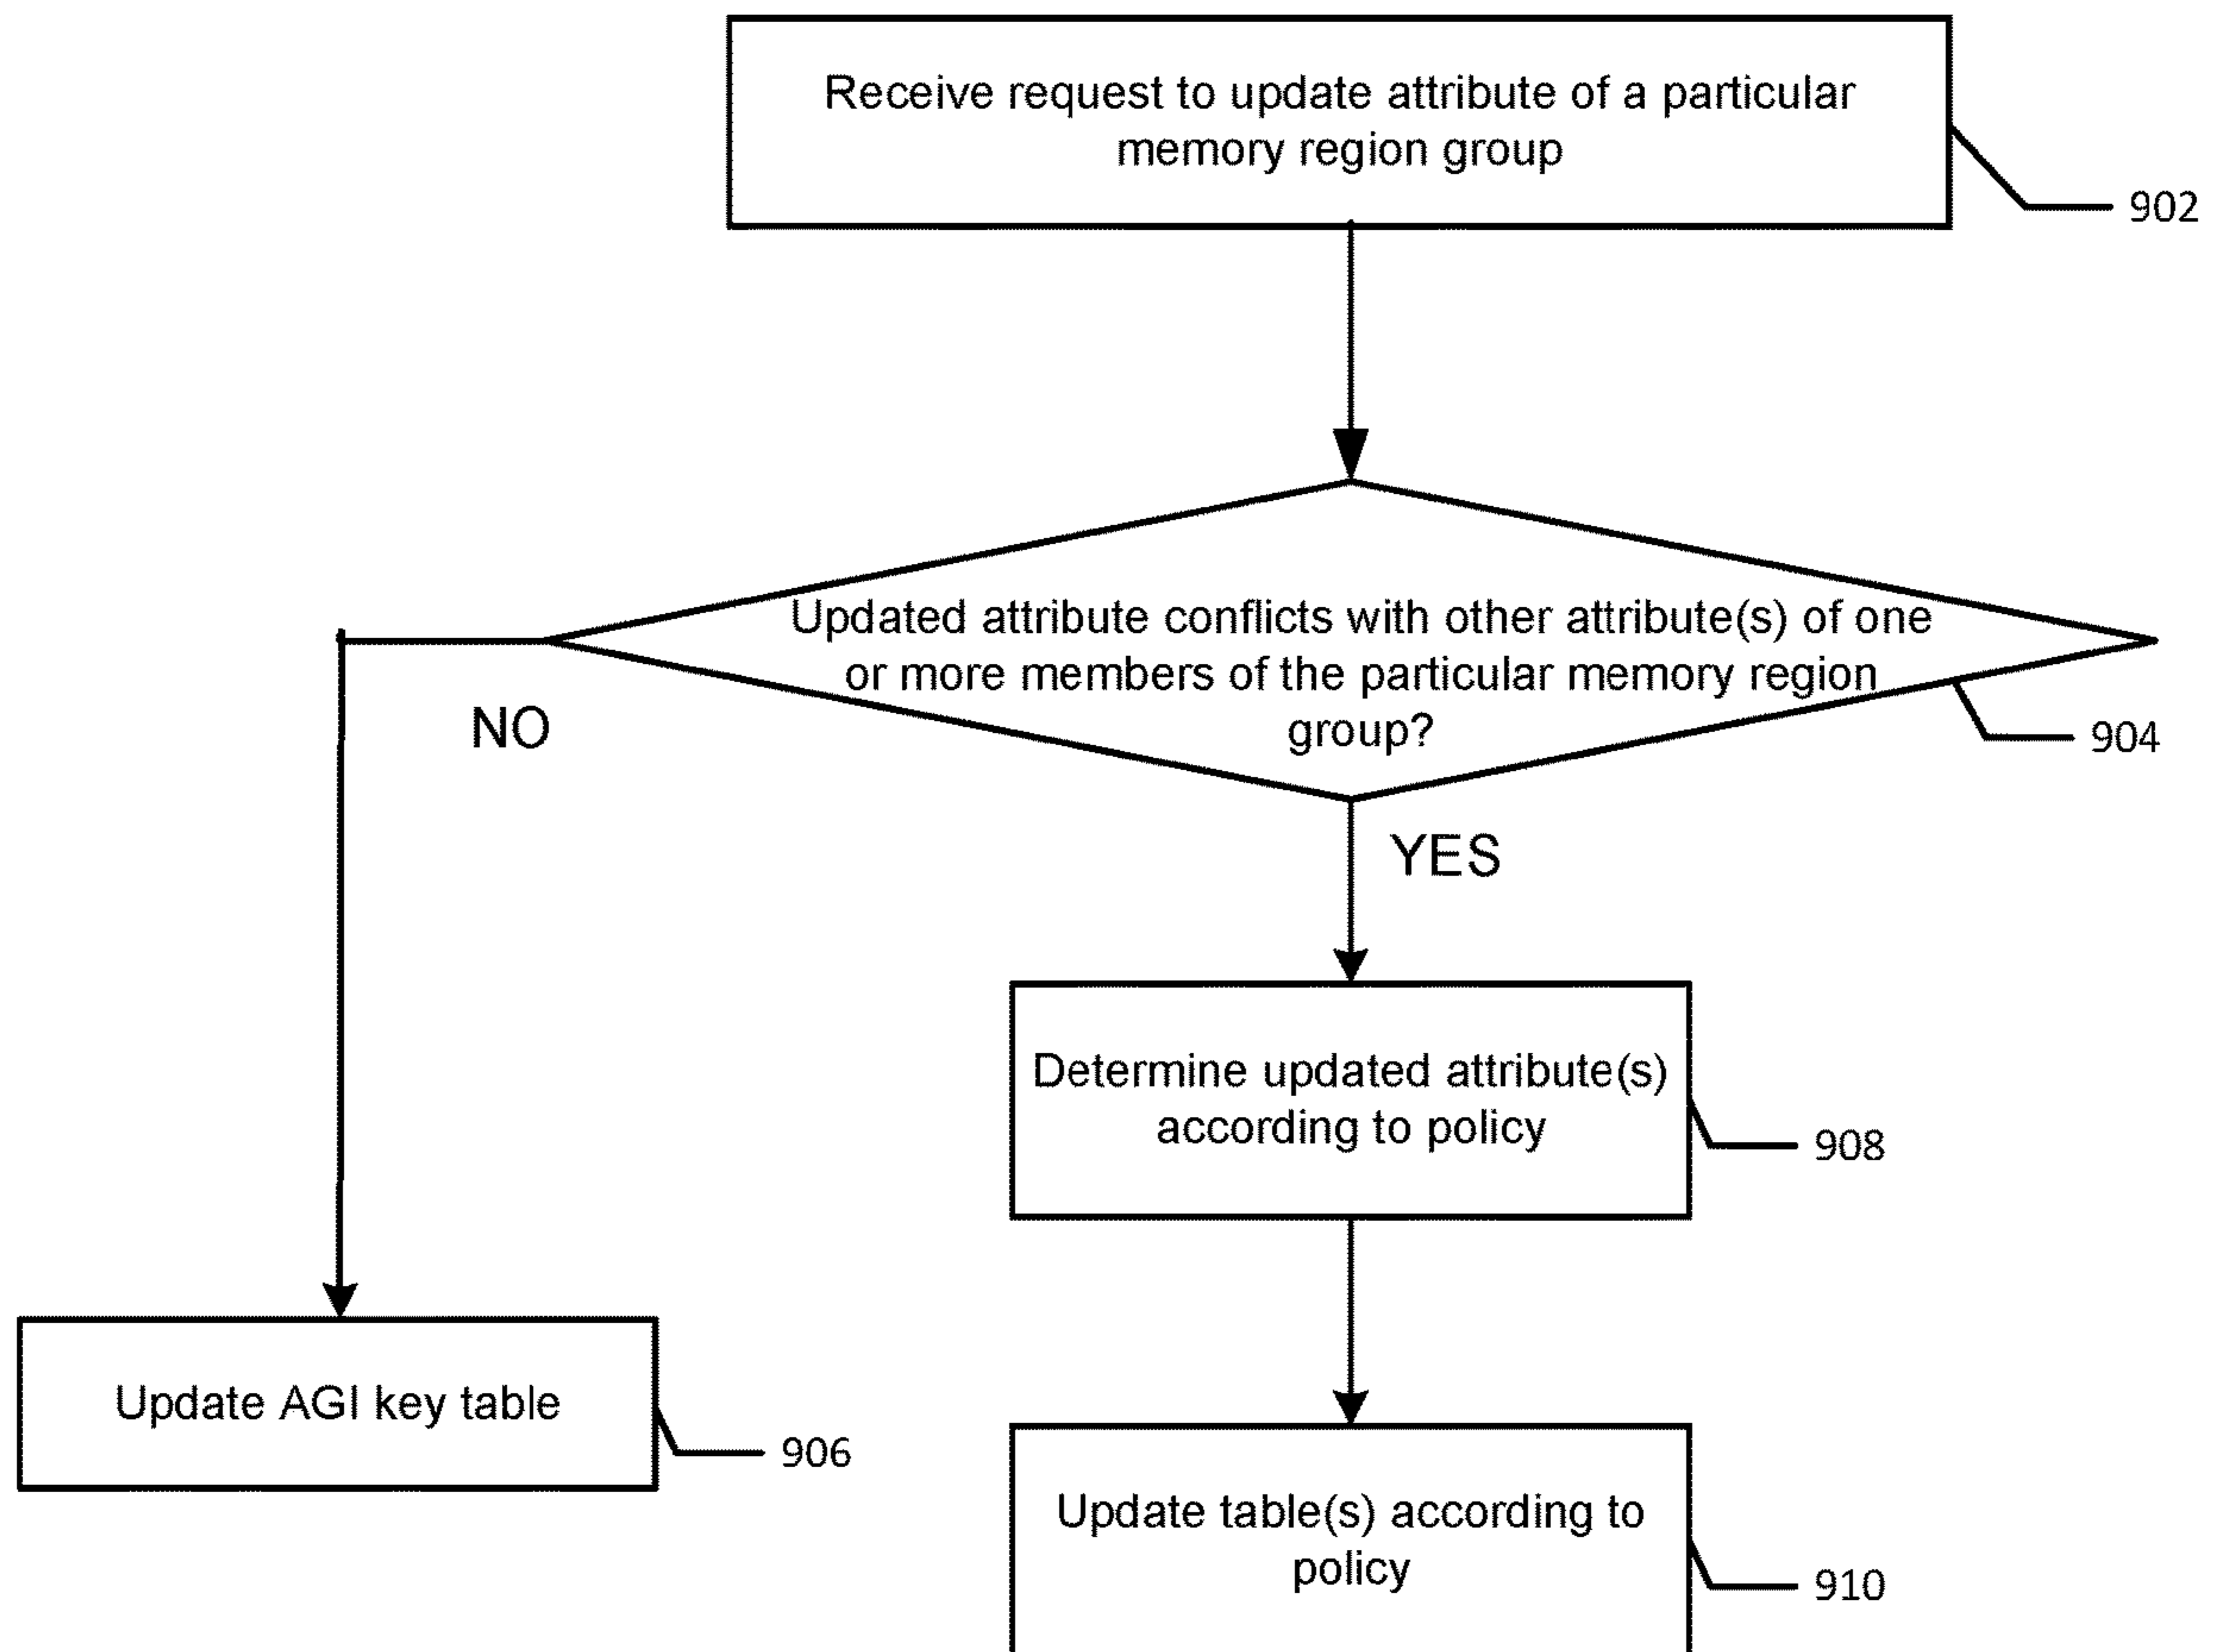 Receive request to update attribute of a particular
memory region group
902
Updated attribute conflicts with other attribute(s) of one
or more members of the particular memory region
group?
904
NO
YES
Determine updated attribute(s)
according to policy
908
Update AGI key table
906
Update table(s) according to
policy
910